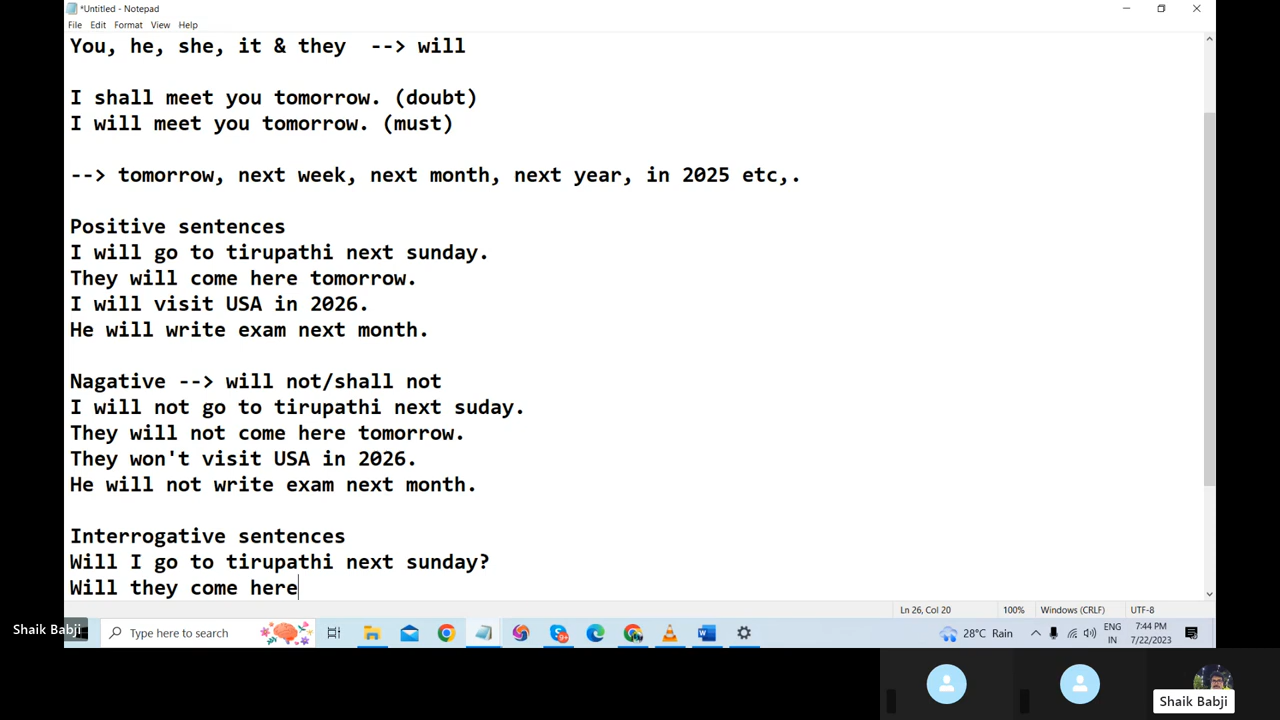 *Untitled - Notepad
File Edit Format View Help
You, he, she, it & they --> will
I shall meet you tomorrow. (doubt)
I will meet you tomorrow. (must)
--> tomorrow, next week, next month, next year, in 2025 etc,.
Positive sentences
I will go to tirupathi next sunday.
They will come here tomorrow.
I will visit USA in 2026.
He will write exam next month.
Nagative --> will not/shall not
I will not go to tirupathi next suday.
They will not come here tomorrow.
They won't visit USA in 2026.
He will not write exam next month.
Interrogative sentences
Will I go to tirupathi next sunday?
Will they come here
Ln 26, Col 20 100% Windows (CRLF) UTF-8
Shaik Babji
Type here to search
28°C Rain
ENG
IN
7:44 PM
7/22/2023
Shaik Babji